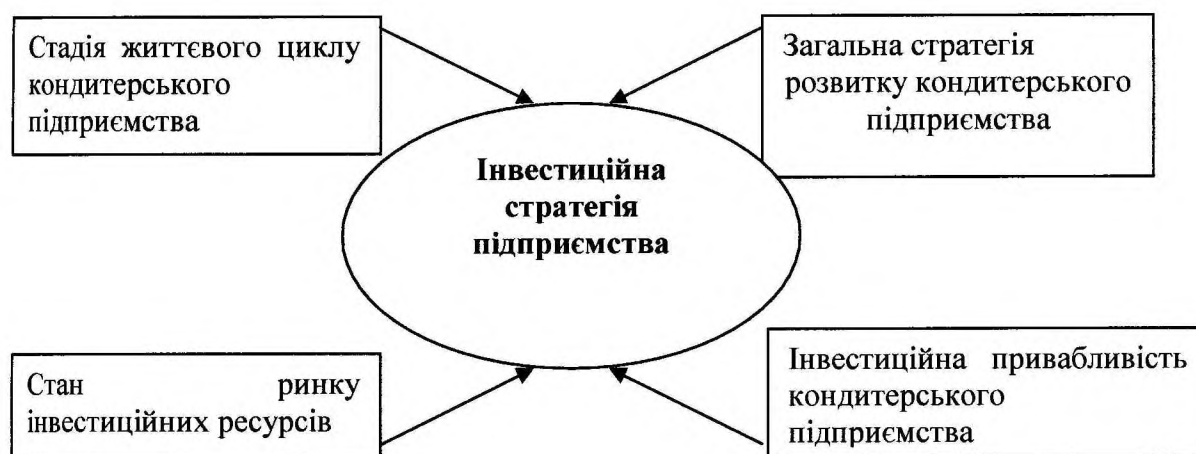 Стадія життєвого циклу
кондитерського
підприємства
Загальна стратегія
розвитку кондитерського
підприємства
Інвестиційна
стратегія
підприємства
Стан ринку
інвестиційних ресурсів
Інвестиційна привабливість
кондитерського
підприємства